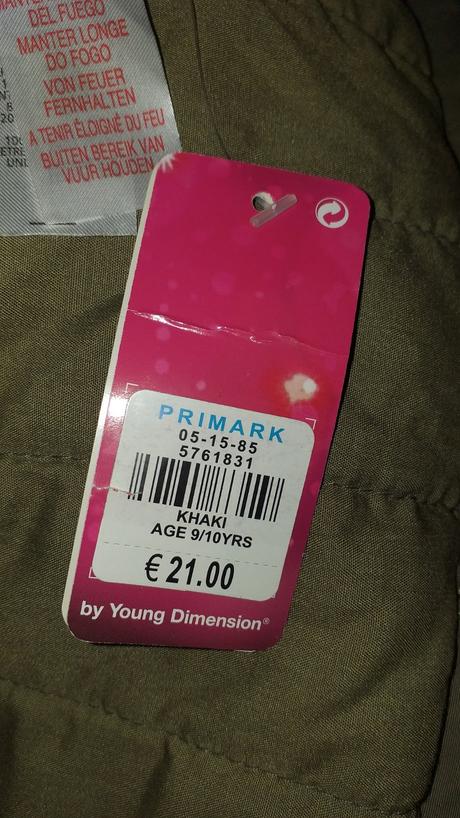 DEL FUEGO
MANTER LONGE
DO FOGO
VON FEUER
FERNHALTEN
A TENIR ÉLOIGNÉ DU FEU
BUITEN BEREIK VAN
VUUR HOUDEN
PRIMARK
05-15-85
5761831
KHAKI
AGE 9/10YRS
€ 21.00
by Young Dimension®